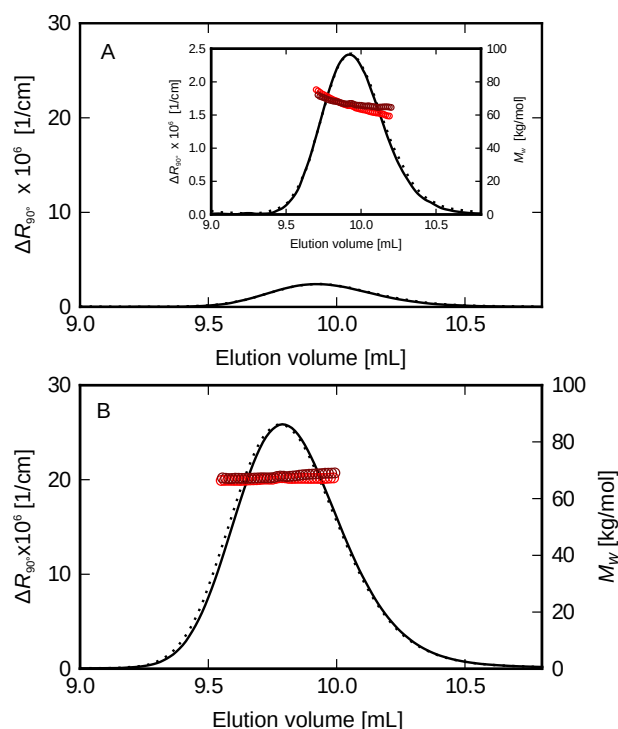 A
30
20
10
0
ΔR90° x 10⁶ [1/cm]
9.0 9.5 10.0 10.5
Elution volume [mL]
2.5
2.0
1.5
1.0
0.5
0.0
ΔR90° x 10⁶ [1/cm]
100
80
60
40
20
0
Mw [kg/mol]
9.0 9.5 10.0 10.5
Elution volume [mL]
B
30
20
10
0
ΔR90°x10⁶ [1/cm]
100
80
60
40
20
0
Mw [kg/mol]
9.0 9.5 10.0 10.5
Elution volume [mL]